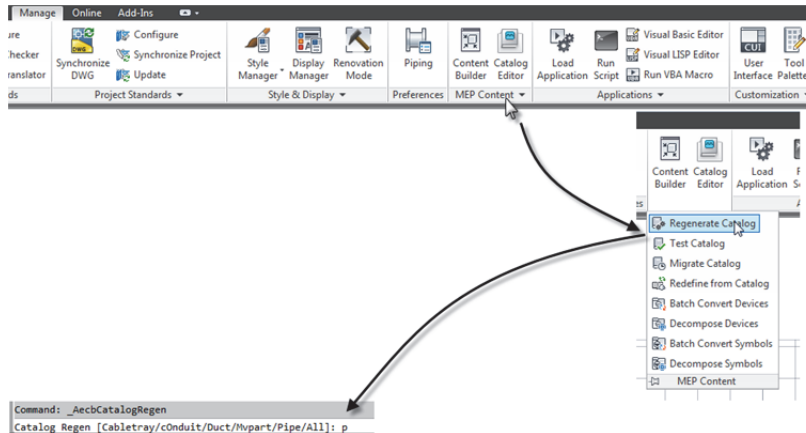 Manage Online Add-Ins
Configure
Synchronize Project
Update
Synchronize
DWG
Project Standards
Style
Manager
Display
Manager
Renovation
Mode
Style & Display
Piping
Preferences
Content
Builder
Catalog
Editor
MEP Content
Load
Application
Run
Script
Visual Basic Editor
Visual LISP Editor
Run VBA Macro
Applications
CUI
User
Interface
Tool
Palette
Customization
Content
Builder
Catalog
Editor
Load
Application
Regenerate Catalog
Test Catalog
Migrate Catalog
Redefine from Catalog
Batch Convert Devices
Decompose Devices
Batch Convert Symbols
Decompose Symbols
MEP Content
Command: _AecbCatalogRegen
Catalog Regen [Cabletray/cOnduit/Duct/Mvpart/Pipe/All]: p